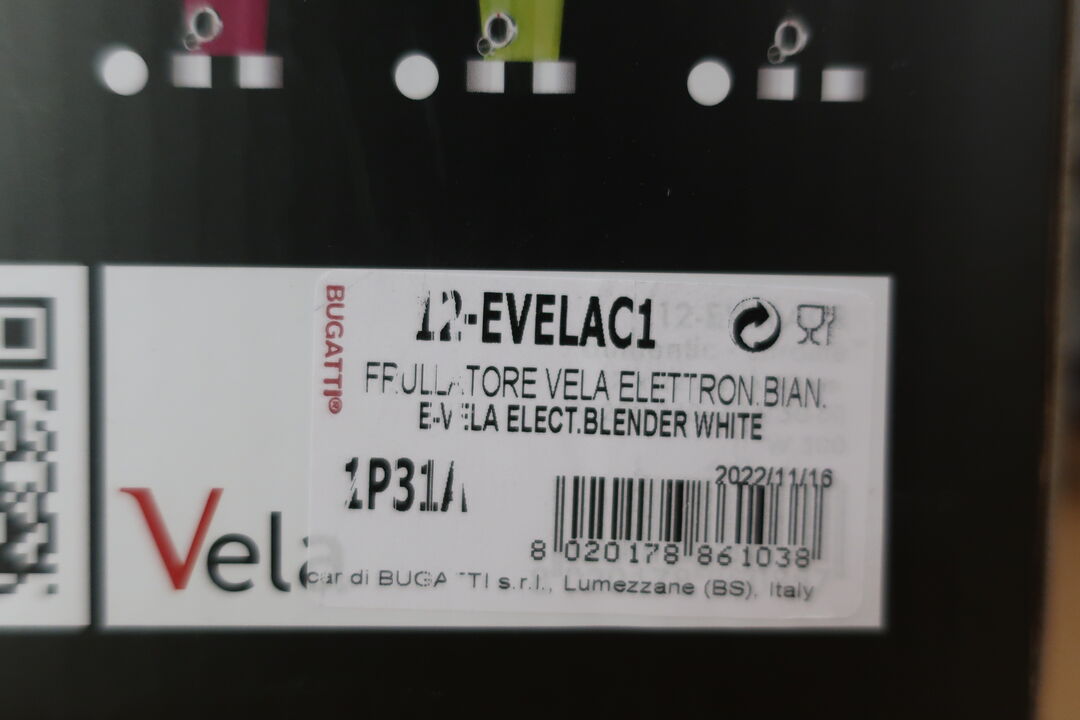 BUGATTI®
12-EVELAC1
FRULLATORE VELA ELETTRON.BIAN.
E-VELA ELECT.BLENDER WHITE
1P31A
2022/11/16
8 020178 861038
Vela
car di BUGATTI s.r.l., Lumezzane (BS), Italy